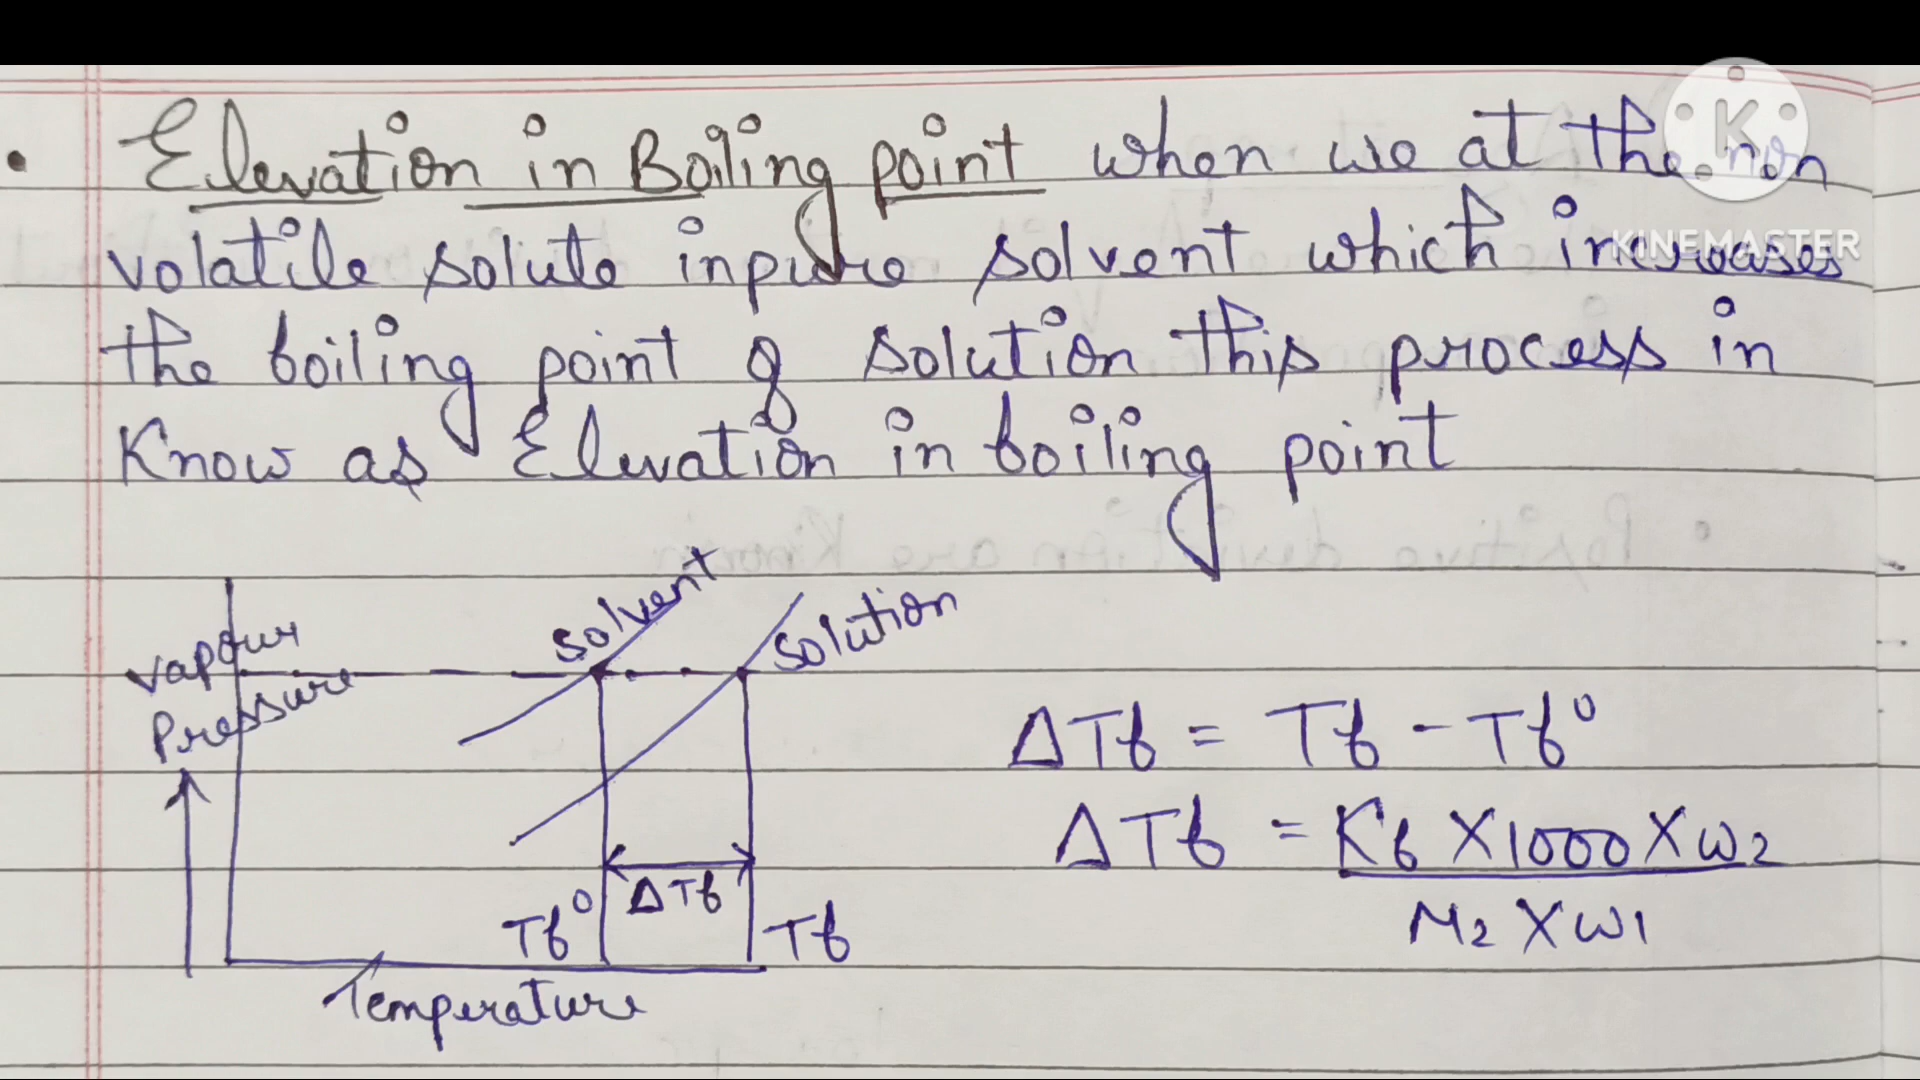 • Elevation in Boiling point when we at the non
volatile solute inpure solvent which increases
the boiling point of solution this process in
Know as Elevation in boiling point
Vapour
Pressure
solvent
solution
Tb⁰
ΔTb
Tb
Temperature
ΔTb = Tb - Tb⁰
ΔTb = Kb X 1000 X w2
M2 X w1
K
KINEMASTER